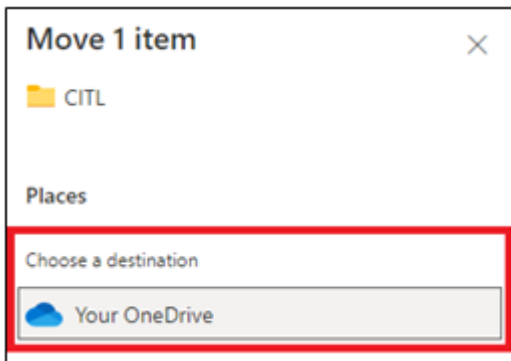 Move 1 item
CITL
Places
Choose a destination
Your OneDrive